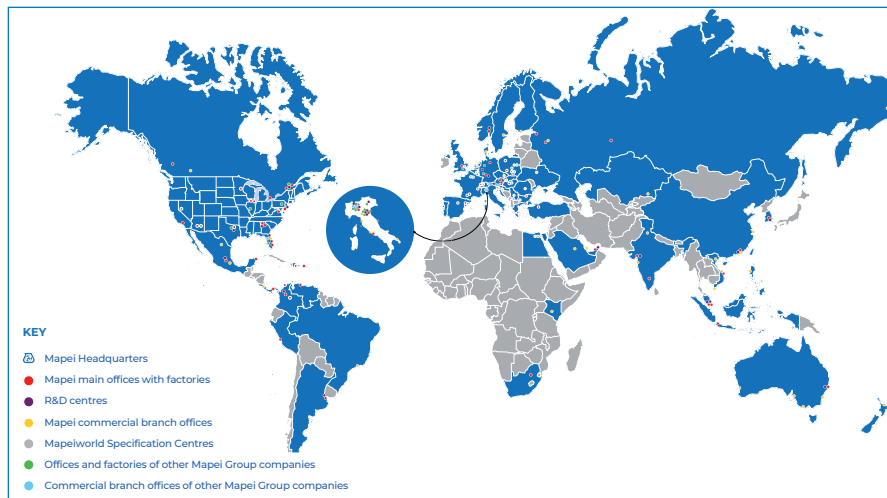 KEY
Mapei Headquarters
Mapei main offices with factories
R&D centres
Mapei commercial branch offices
Mapeiworld Specification Centres
Offices and factories of other Mapei Group companies
Commercial branch offices of other Mapei Group companies